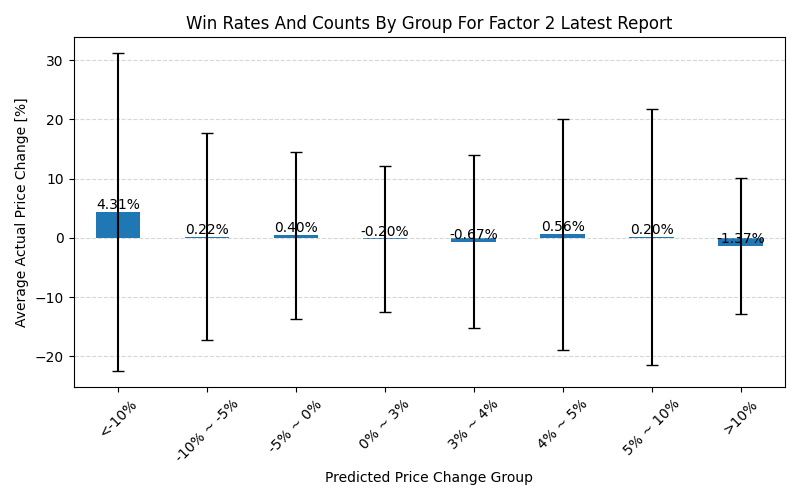 Win Rates And Counts By Group For Factor 2 Latest Report
Average Actual Price Change [%]
30
20
10
0
−10
−20
4.31%
0.22%
0.40%
-0.20%
-0.67%
0.56%
0.20%
-1.37%
<-10%
-10% ~ -5%
-5% ~ 0%
0% ~ 3%
3% ~ 4%
4% ~ 5%
5% ~ 10%
>10%
Predicted Price Change Group